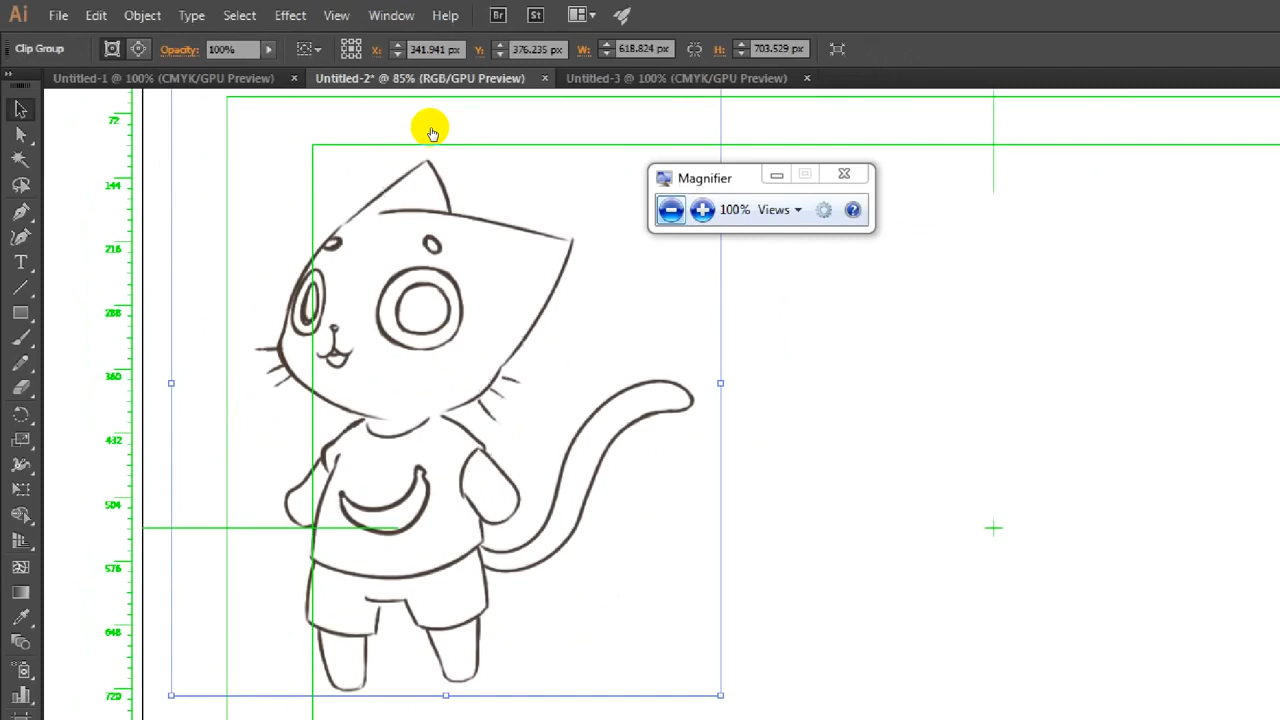 Ai File Edit Object Type Select Effect View Window Help Br St
Clip Group Opacity: 100% X: 341.941 px Y: 376.235 px W: 618.824 px H: 703.529 px
Untitled-1 @ 100% (CMYK/GPU Preview) × Untitled-2* @ 85% (RGB/GPU Preview) × Untitled-3 @ 100% (CMYK/GPU Preview) ×
72
144
Magnifier
100% Views
216
288
360
432
504
576
648
720